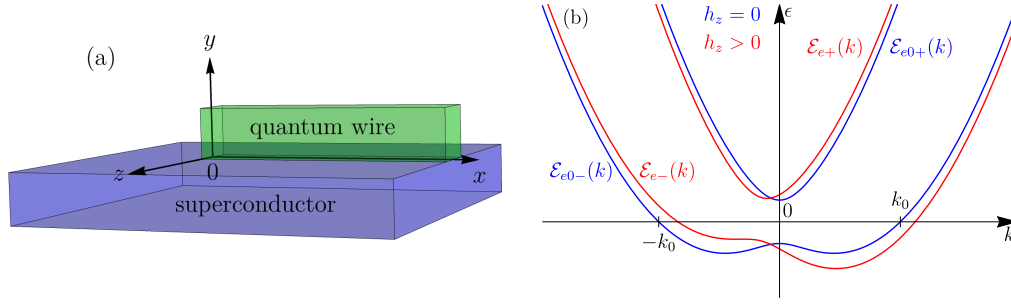 (a)
y
quantum wire
z
0
x
superconductor
(b)
ϵ
h_z = 0
h_z > 0
ℰ_{e+}(k)
ℰ_{e0+}(k)
ℰ_{e0−}(k)
ℰ_{e−}(k)
0
k_0
−k_0
k